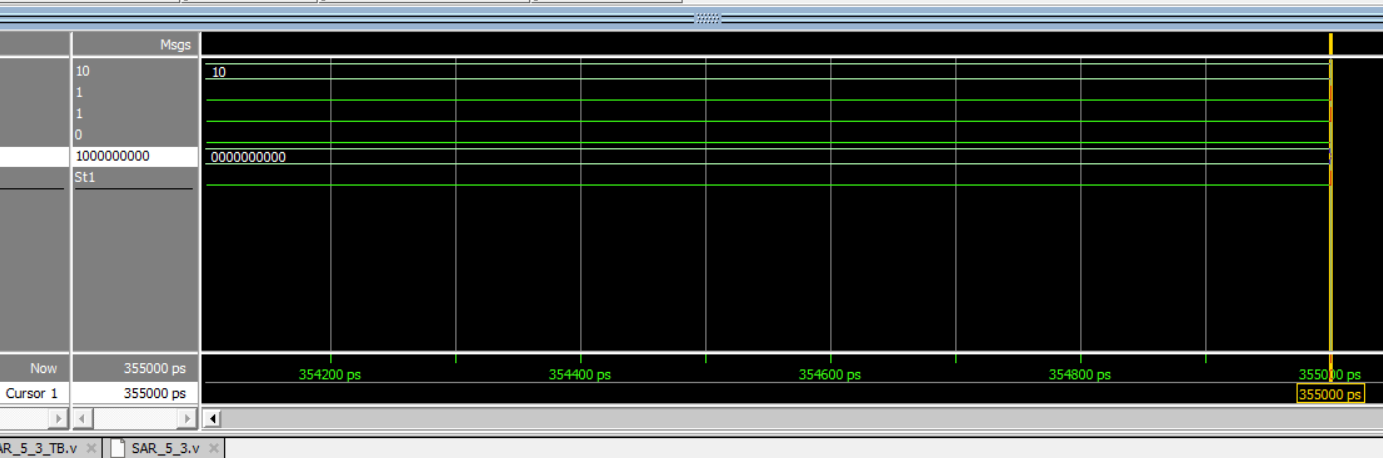 Msgs
10 10
1
1
0
1000000000 0000000000
St1
Now 355000 ps 354200 ps 354400 ps 354600 ps 354800 ps 355000 ps
Cursor 1 355000 ps 355000 ps
AR_5_3_TB.v SAR_5_3.v